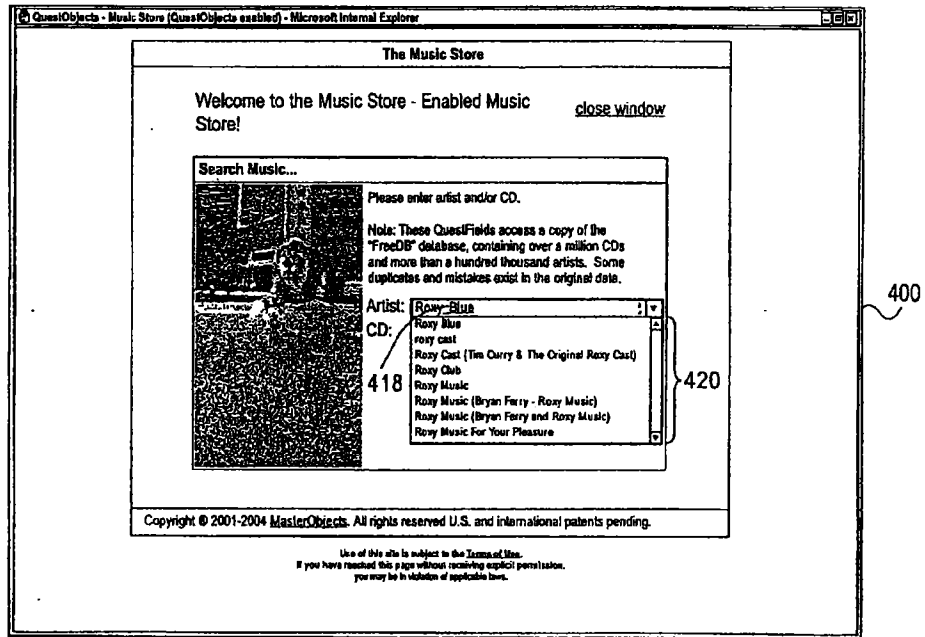 QuestObjects - Music Store (QuestObjects enabled) - Microsoft Internal Explorer
The Music Store
Welcome to the Music Store - Enabled Music
Store!
close window
Search Music...
Please enter artist and/or CD.
Note: These QuestFields access a copy of the
"FreeDB" database, containing over a million CDs
and more than a hundred thousand artists. Some
duplicates and mistakes exist in the original data.
400
Artist: Roxy Blue
CD:
Roxy Blue
roxy cast
Roxy Cast (Tim Curry & The Original Roxy Cast)
Roxy Club
418
Roxy Music
420
Roxy Music (Bryan Ferry - Roxy Music)
Roxy Music (Bryan Ferry and Roxy Music)
Roxy Music For Your Pleasure
Copyright © 2001-2004 MasterObjects. All rights reserved U.S. and international patents pending.
Use of this site is subject to the Terms of Use.
If you have reached this page without receiving explicit permission,
you may be in violation of applicable laws.